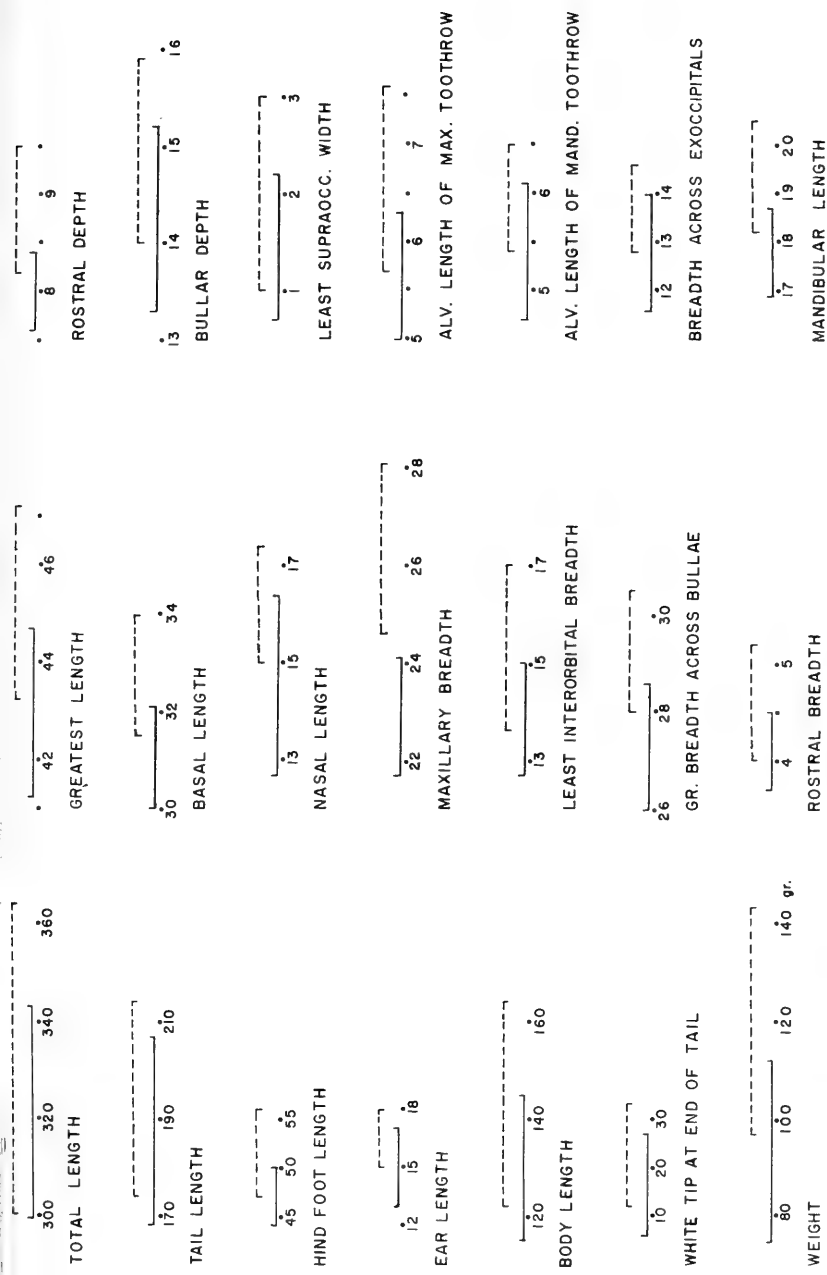 300 320 340 360
TOTAL LENGTH
170 190 210
TAIL LENGTH
45 50 55
HIND FOOT LENGTH
12 15 18
EAR LENGTH
120 140 160
BODY LENGTH
10 20 30
WHITE TIP AT END OF TAIL
80 100 120 140 gr.
WEIGHT
42 44 46
GREATEST LENGTH
30 32 34
BASAL LENGTH
13 15 17
NASAL LENGTH
22 24 26 28
MAXILLARY BREADTH
13 15 17
LEAST INTERORBITAL BREADTH
26 28 30
GR. BREADTH ACROSS BULLAE
4 5
ROSTRAL BREADTH
8 9
ROSTRAL DEPTH
13 14 15 16
BULLAR DEPTH
1 2 3
LEAST SUPRAOCC. WIDTH
5 6 7
ALV. LENGTH OF MAX. TOOTHROW
5 6
ALV. LENGTH OF MAND. TOOTHROW
12 13 14
BREADTH ACROSS EXOCCIPITALS
17 18 19 20
MANDIBULAR LENGTH